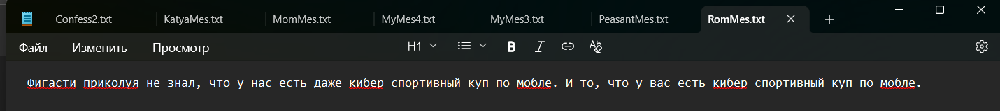 Confess2.txt KatyaMes.txt MomMes.txt MyMes4.txt MyMes3.txt PeasantMes.txt RomMes.txt
Файл Изменить Просмотр H1 B I
Фигасти приколуя не знал, что у нас есть даже кибер спортивный куп по мобле. И то, что у вас есть кибер спортивный куп по мобле.